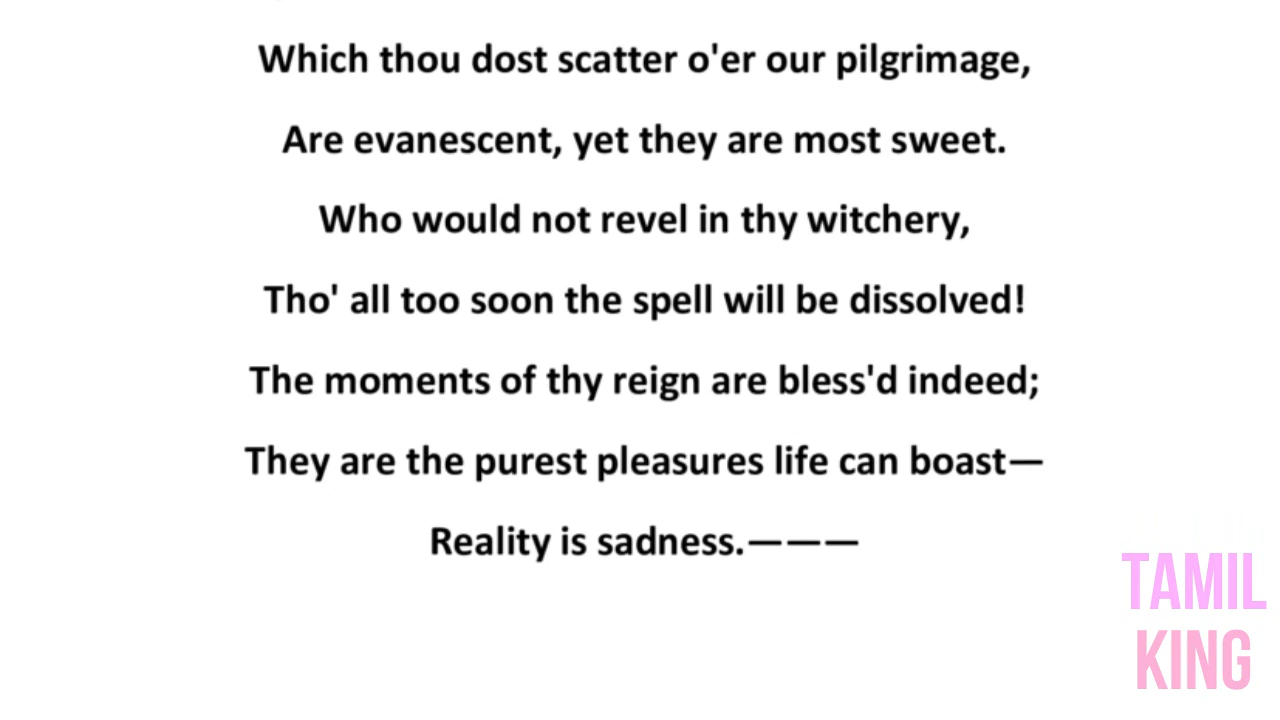 Which thou dost scatter o'er our pilgrimage,
Are evanescent, yet they are most sweet.
Who would not revel in thy witchery,
Tho' all too soon the spell will be dissolved!
The moments of thy reign are bless'd indeed;
They are the purest pleasures life can boast—
Reality is sadness.———
TAMIL
KING